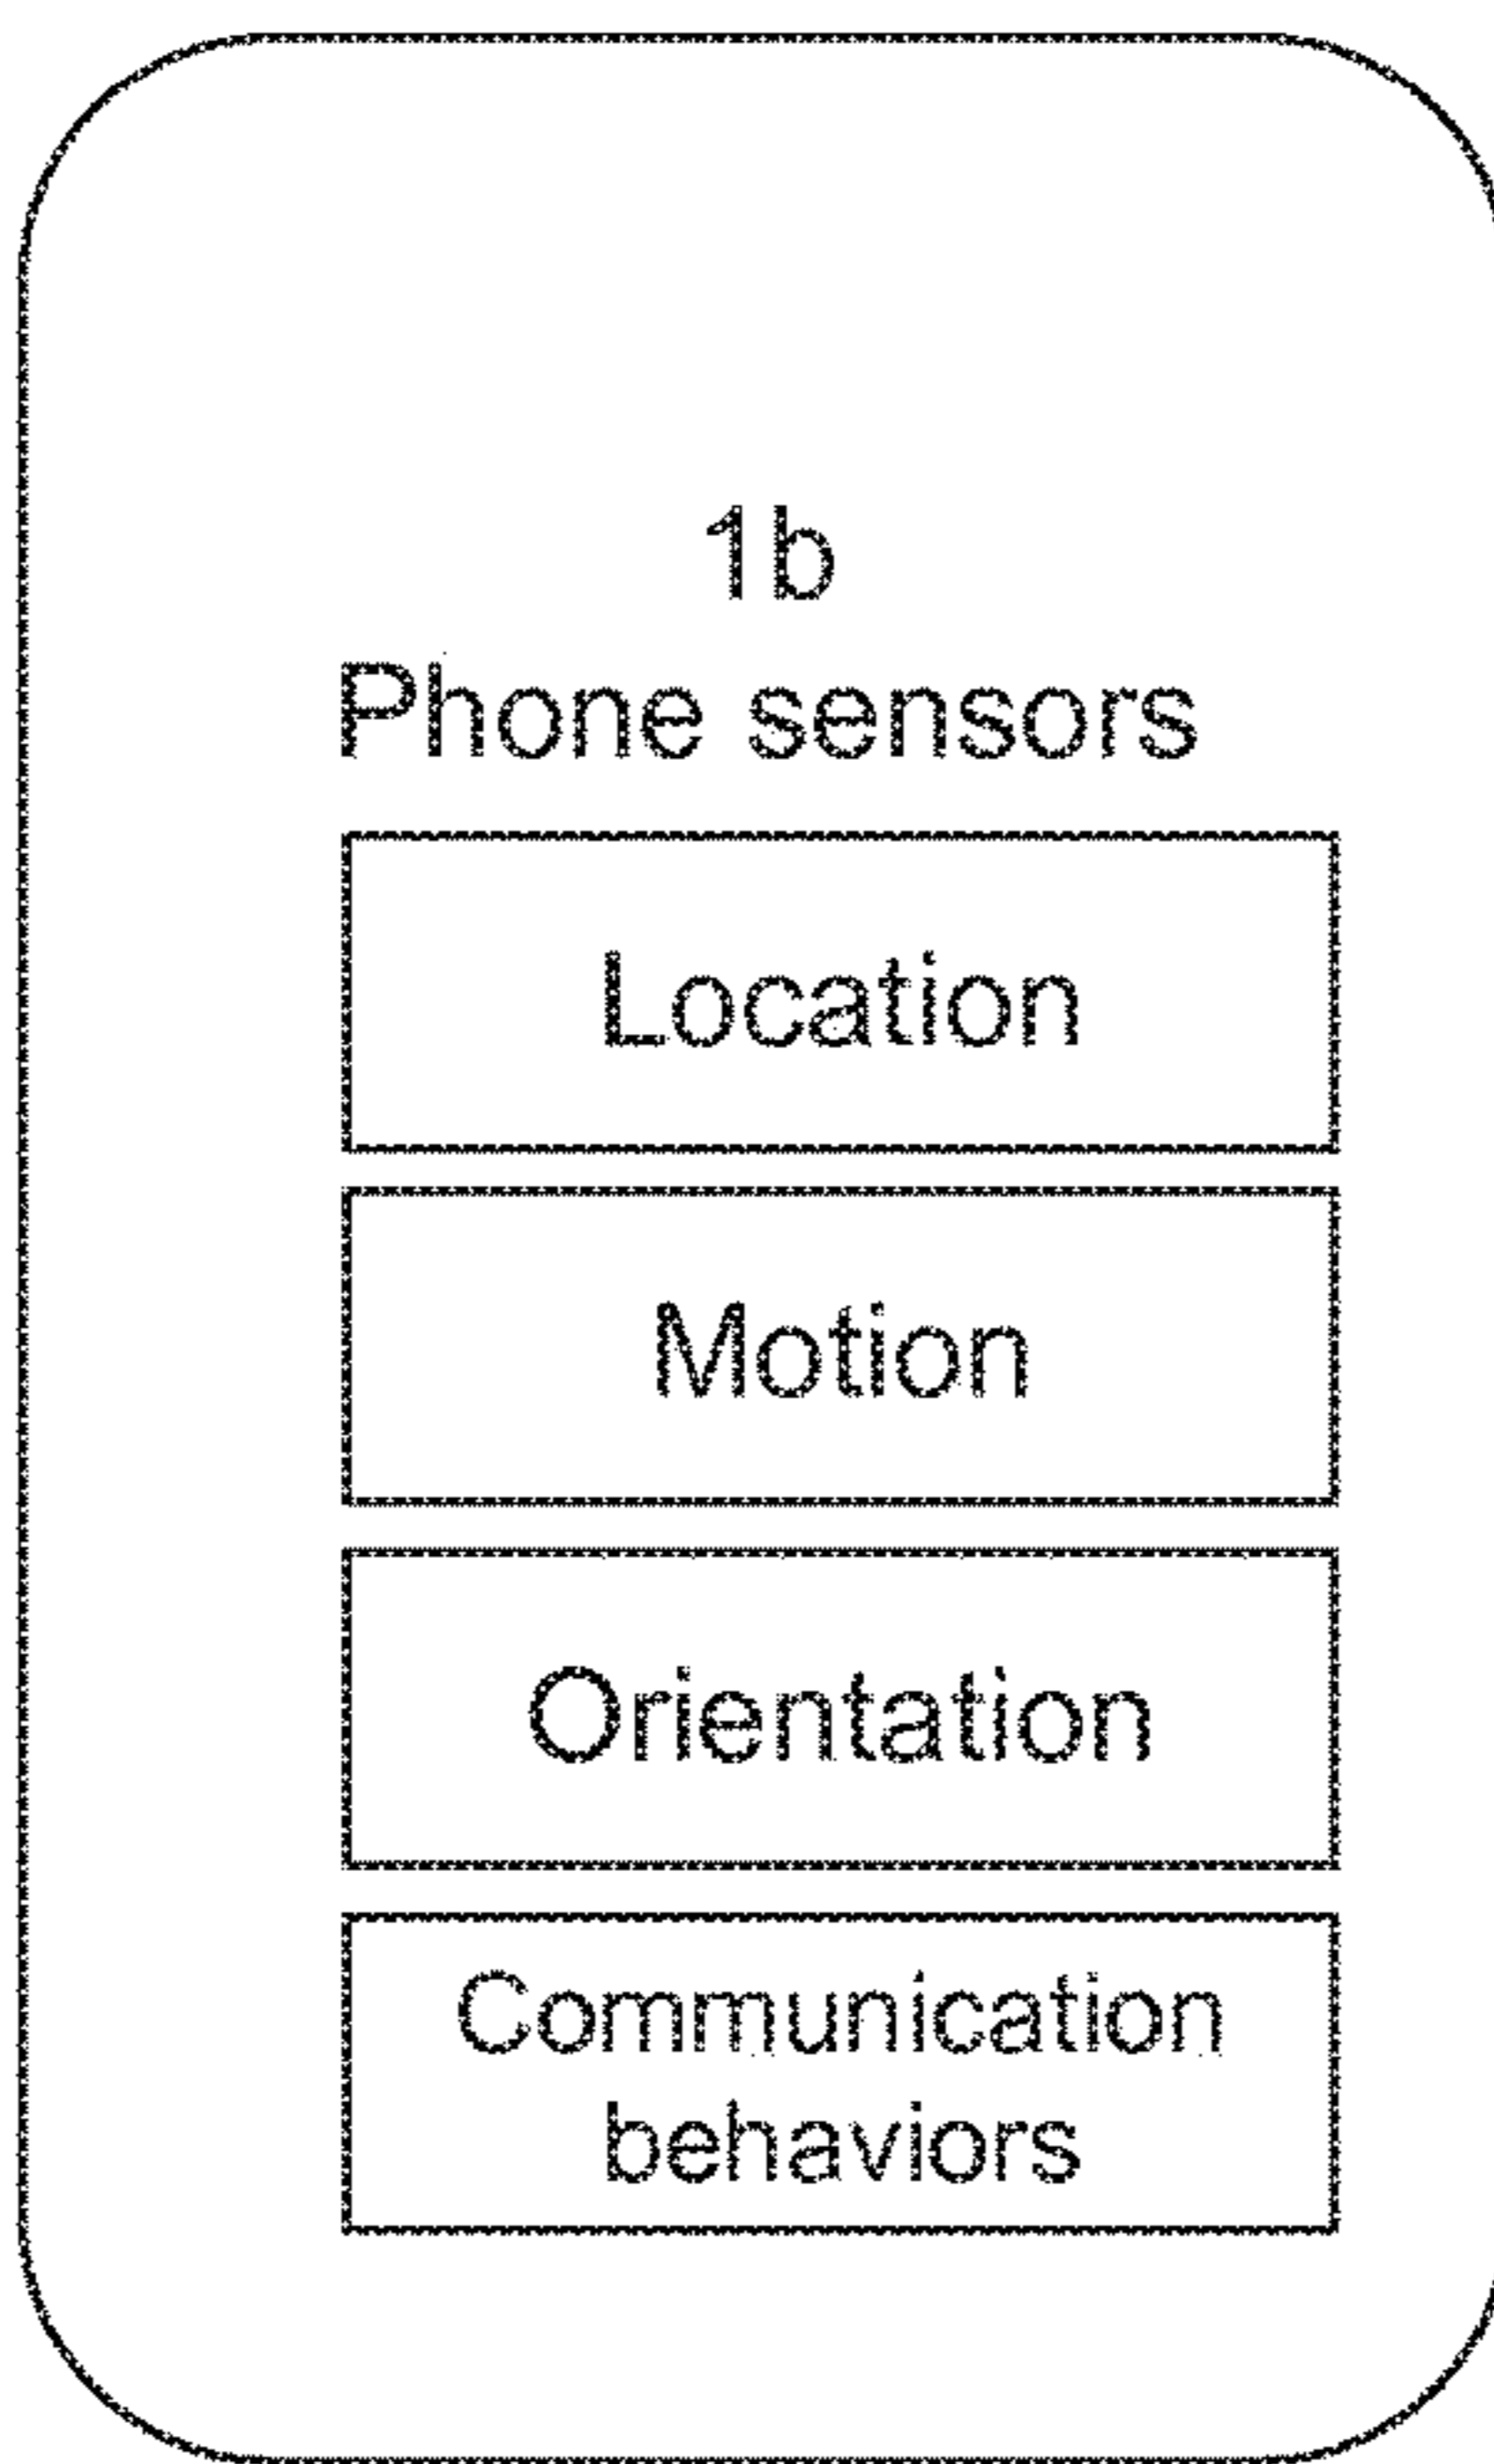 1b
Phone sensors
Location
Motion
Orientation
Communication
behaviors